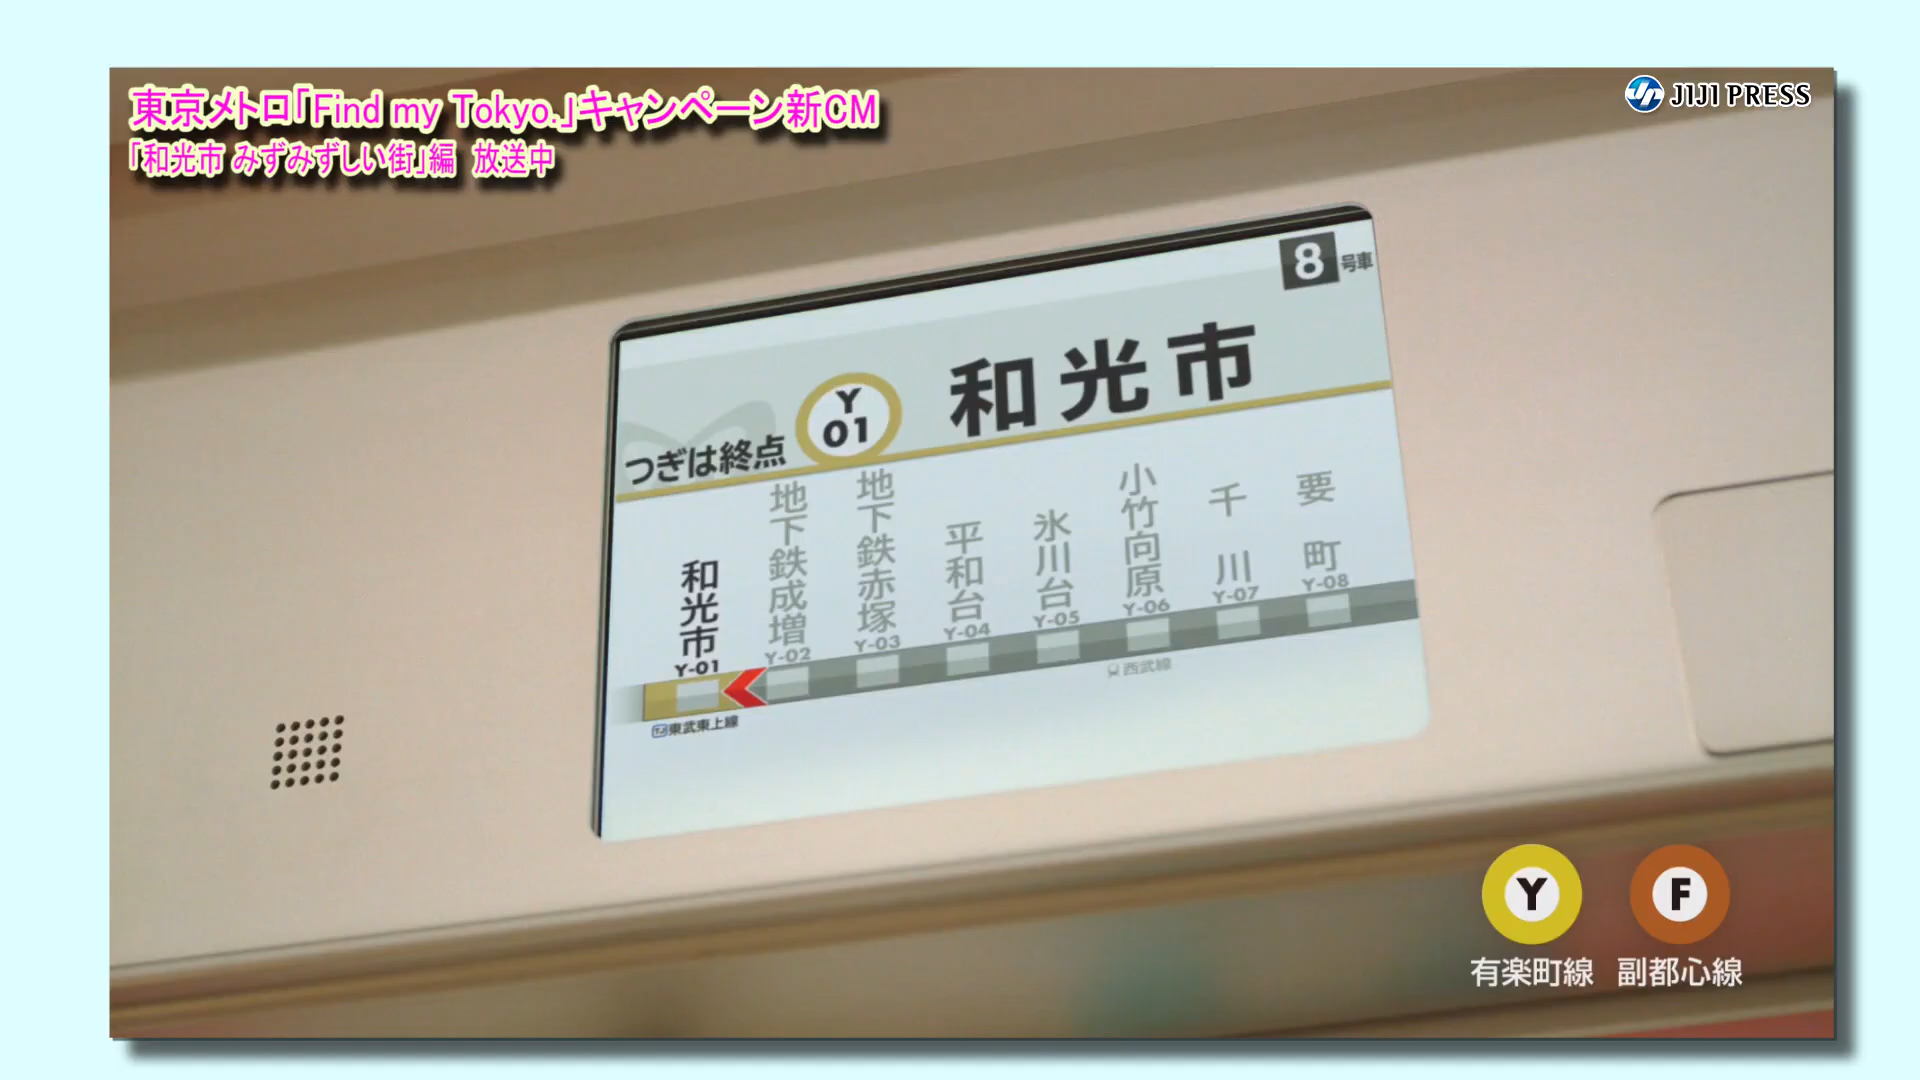 東京メトロ「Find my Tokyo.」キャンペーン新CM
「和光市 みずみずしい街」編 放送中
JIJI PRESS
8号車
つぎは終点 Y 01 和光市
和光市 Y-01
地下鉄成増 Y-02
地下鉄赤塚 Y-03
平和台 Y-04
氷川台 Y-05
小竹向原 Y-06
千川 Y-07
要町 Y-08
TJ 東武東上線
西武線
Y F
有楽町線 副都心線